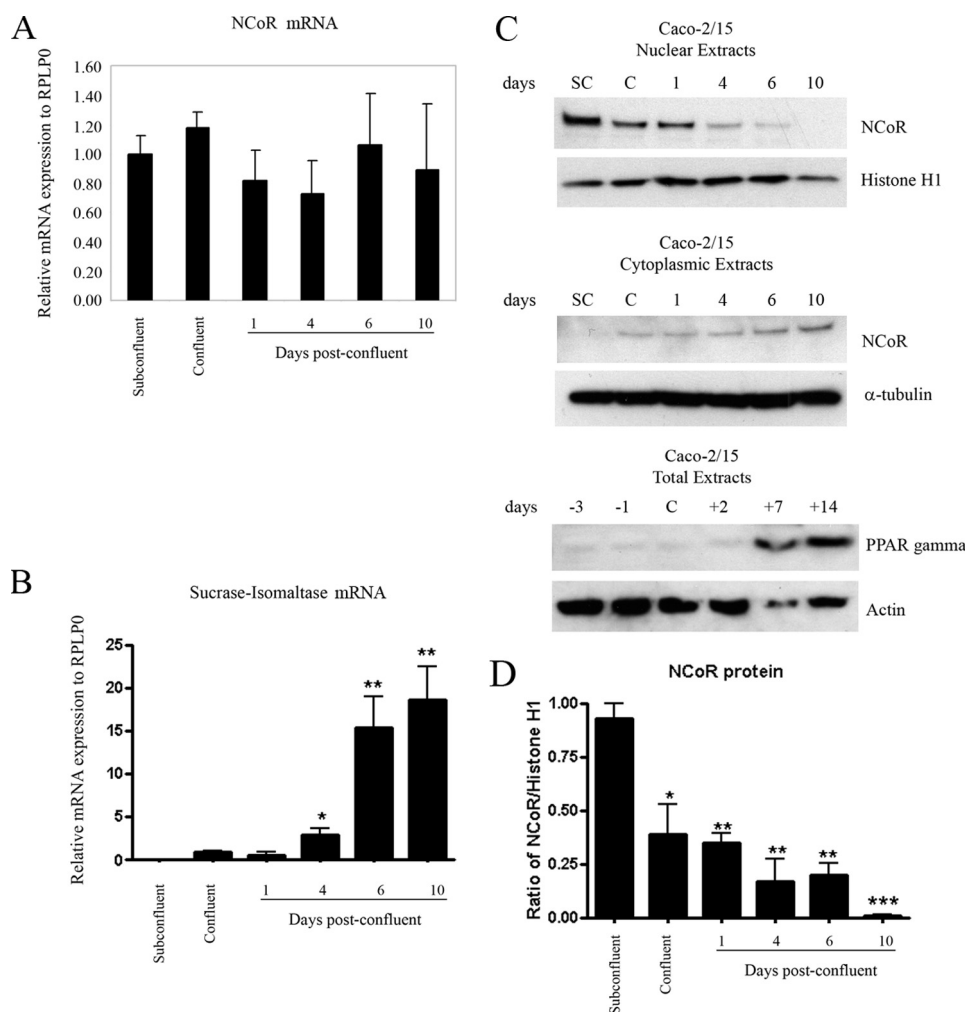 A
NCoR mRNA
Relative mRNA expression to RPLP0
1.60
1.40
1.20
1.00
0.80
0.60
0.40
0.20
0.00
Subconfluent
Confluent
1 4 6 10
Days post-confluent
B
Sucrase-Isomaltase mRNA
Relative mRNA expression to RPLP0
25
20
15
10
5
0
* ** **
Subconfluent
Confluent
1 4 6 10
Days post-confluent
C
Caco-2/15
Nuclear Extracts
days SC C 1 4 6 10
NCoR
Histone H1
Caco-2/15
Cytoplasmic Extracts
days SC C 1 4 6 10
NCoR
α-tubulin
Caco-2/15
Total Extracts
days -3 -1 C +2 +7 +14
PPAR gamma
Actin
D
NCoR protein
Ratio of NCoR/Histone H1
1.00
0.75
0.50
0.25
0.00
* ** ** ** ***
Subconfluent
Confluent
1 4 6 10
Days post-confluent